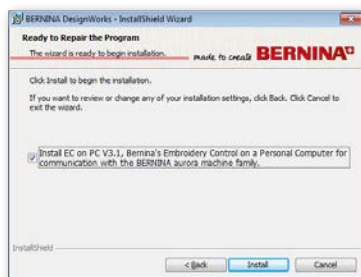 BERNINA DesignWorks - InstallShield Wizard
Ready to Repair the Program
The wizard is ready to begin installation.
made to create BERNINA
Click Install to begin the installation.
If you want to review or change any of your installation settings, click Back. Click Cancel to
exit the wizard.
Install EC on PC V3.1, Bernina's Embroidery Control on a Personal Computer for
communication with the BERNINA aurora machine family.
InstallShield
< Back
Install
Cancel